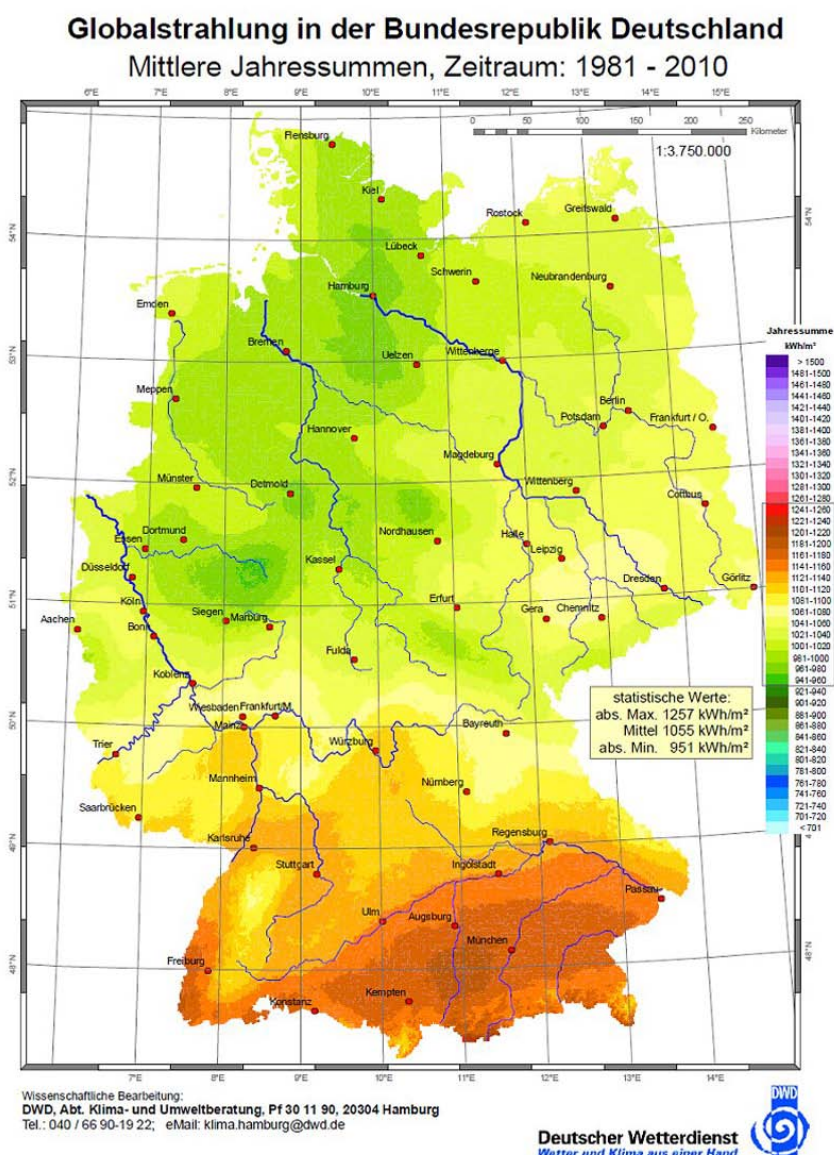 Globalstrahlung in der Bundesrepublik Deutschland
Mittlere Jahressummen, Zeitraum: 1981 - 2010
6°E 7°E 8°E 9°E 10°E 11°E 12°E 13°E 14°E 15°E
0 50 100 150 200 250
Kilometer
1:3.750.000
Flensburg
Kiel
Rostock
Greifswald
54°N
54°N
Lübeck
Schwerin
Neubrandenburg
Hamburg
Emden
Bremen
Uelzen
Wittenberge
53°N
Meppen
Berlin
Potsdam
Frankfurt / O.
Hannover
Magdeburg
52°N
Münster
Detmold
Wittenberg
Cottbus
Dortmund
Essen
Nordhausen
Halle
Leipzig
Düsseldorf
Kassel
Dresden
Görlitz
51°N
Köln
Erfurt
Aachen
Siegen
Marburg
Gera
Chemnitz
Bonn
Fulda
Koblenz
Wiesbaden
Frankfurt/M.
50°N
Mainz
Bayreuth
Trier
Würzburg
Mannheim
Nürnberg
Saarbrücken
Karlsruhe
Regensburg
49°N
Stuttgart
Ingolstadt
Passau
Ulm
Augsburg
München
48°N
Freiburg
Konstanz
Kempten
7°E 8°E 9°E 10°E 11°E 12°E 13°E 14°E
Jahressumme
kWh/m²
> 1500
1481-1500
1461-1480
1441-1460
1421-1440
1401-1420
1381-1400
1361-1380
1341-1360
1321-1340
1301-1320
1281-1300
1261-1280
1241-1260
1221-1240
1201-1220
1181-1200
1161-1180
1141-1160
1121-1140
1101-1120
1081-1100
1061-1080
1041-1060
1021-1040
1001-1020
961-1000
961-980
941-960
921-940
901-920
881-900
861-880
841-860
821-840
801-820
781-800
761-780
741-760
721-740
701-720
<701
statistische Werte:
abs. Max. 1257 kWh/m²
Mittel 1055 kWh/m²
abs. Min. 951 kWh/m²
Wissenschaftliche Bearbeitung:
DWD, Abt. Klima- und Umweltberatung, Pf 30 11 90, 20304 Hamburg
Tel.: 040 / 66 90-19 22; eMail: klima.hamburg@dwd.de
DWD
Deutscher Wetterdienst
Wetter und Klima aus einer Hand